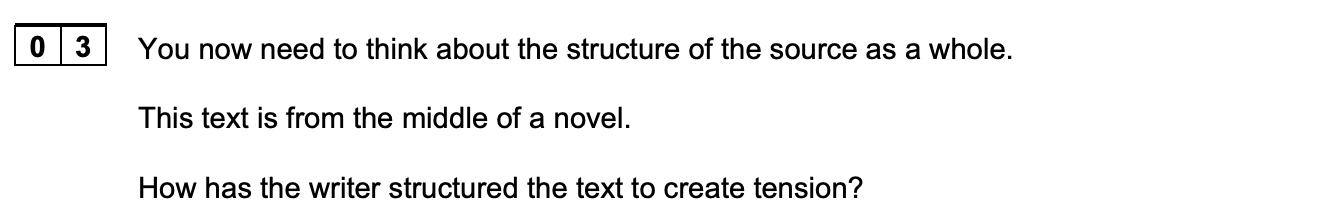 0 3 You now need to think about the structure of the source as a whole.
This text is from the middle of a novel.
How has the writer structured the text to create tension?